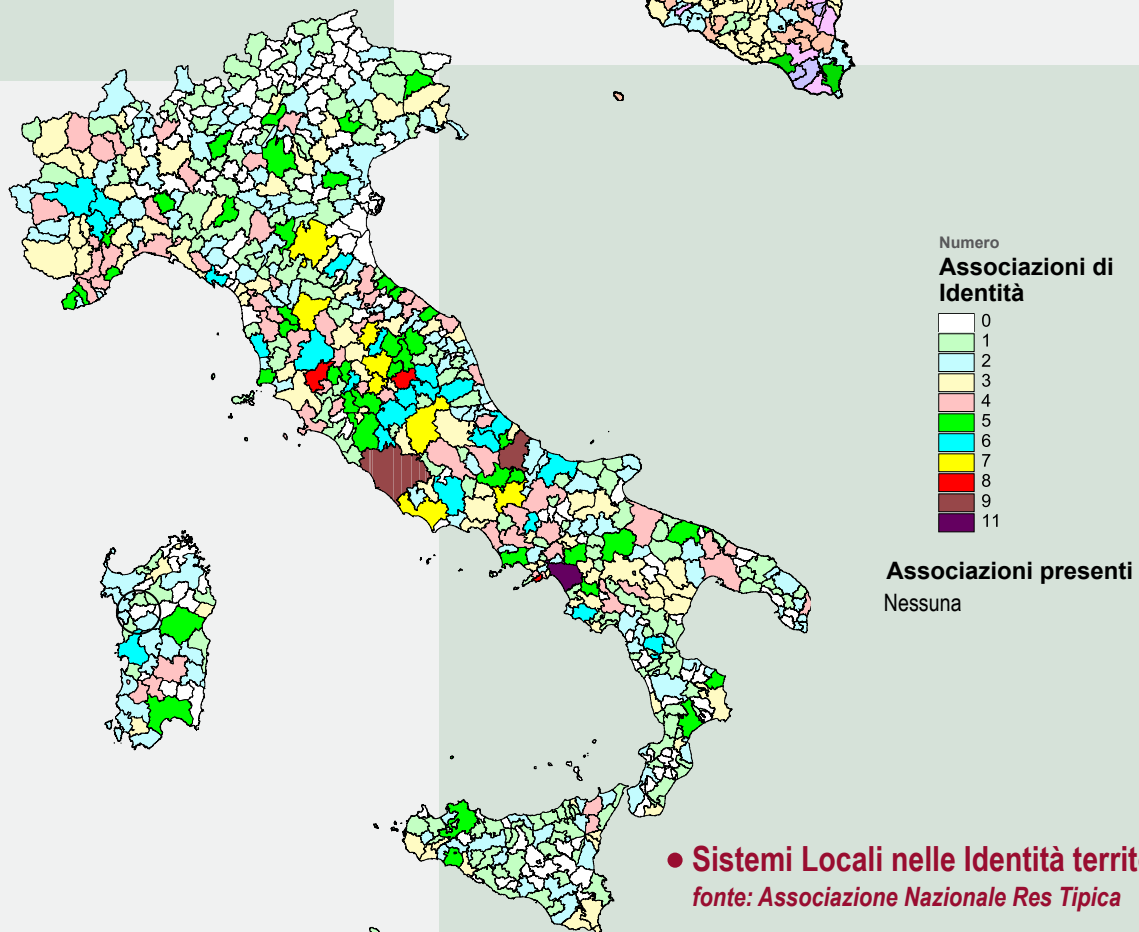 Numero
Associazioni di
Identità
0
1
2
3
4
5
6
7
8
9
11
Associazioni presenti
Nessuna
• Sistemi Locali nelle Identità territ
fonte: Associazione Nazionale Res Tipica